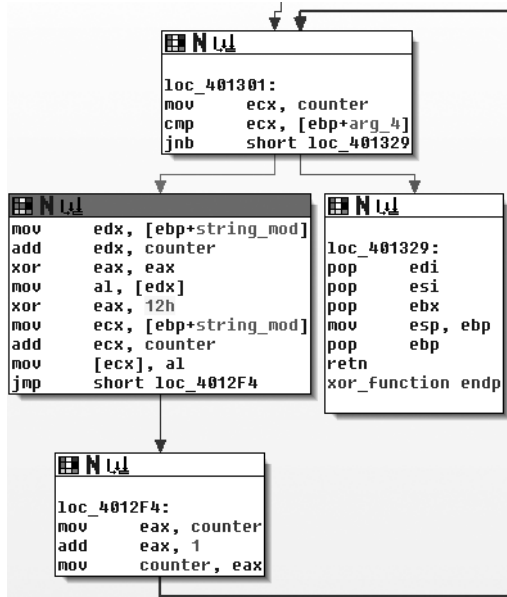 loc_401301:
mov ecx, counter
cmp ecx, [ebp+arg_4]
jnb short loc_401329
mov edx, [ebp+string_mod]
add edx, counter
xor eax, eax
mov al, [edx]
xor eax, 12h
mov ecx, [ebp+string_mod]
add ecx, counter
mov [ecx], al
jmp short loc_4012F4
loc_401329:
pop edi
pop esi
pop ebx
mov esp, ebp
pop ebp
retn
xor_function endp
loc_4012F4:
mov eax, counter
add eax, 1
mov counter, eax